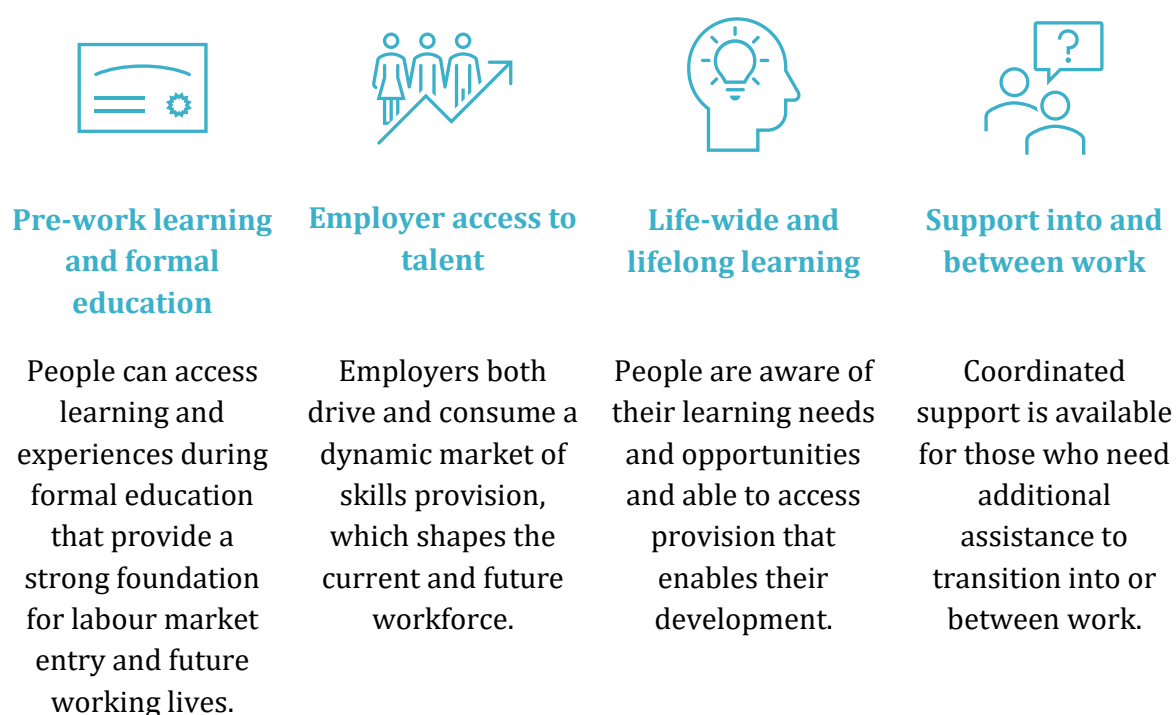 ?
Pre-work learning
and formal
education
People can access
learning and
experiences during
formal education
that provide a
strong foundation
for labour market
entry and future
working lives.
Employer access to
talent
Employers both
drive and consume a
dynamic market of
skills provision,
which shapes the
current and future
workforce.
Life-wide and
lifelong learning
People are aware of
their learning needs
and opportunities
and able to access
provision that
enables their
development.
Support into and
between work
Coordinated
support is available
for those who need
additional
assistance to
transition into or
between work.